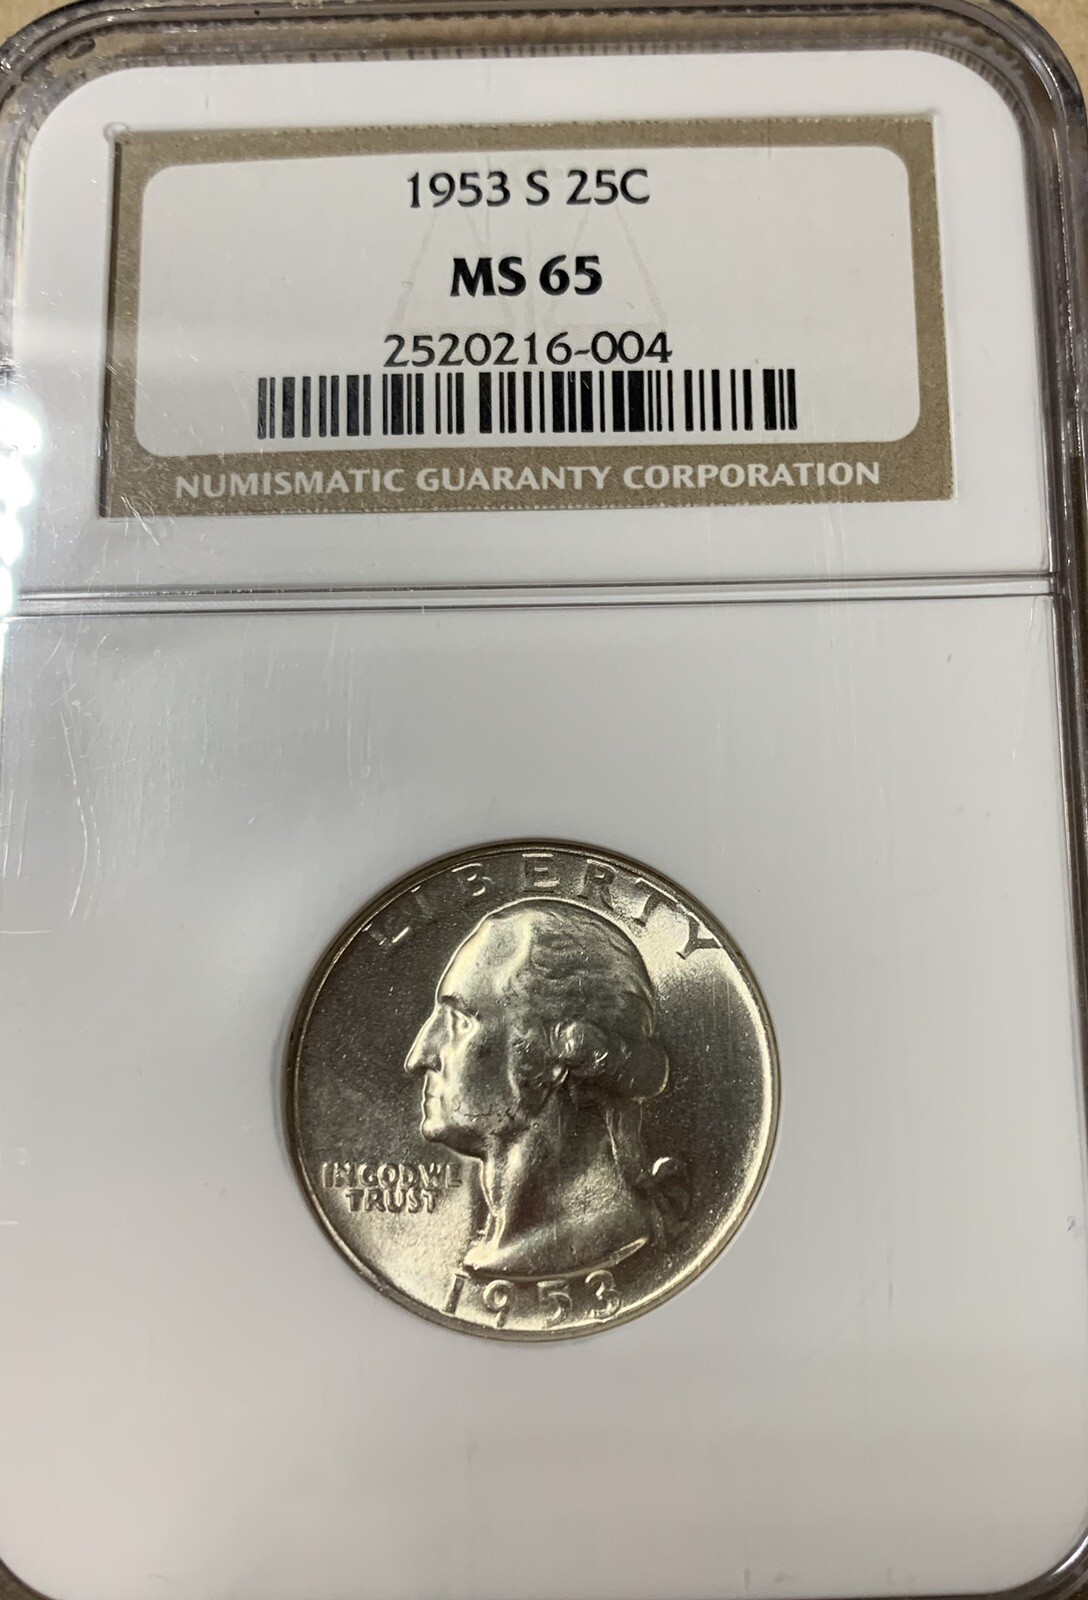 1953 S 25C
MS 65
2520216-004
NUMISMATIC GUARANTY CORPORATION
LIBERTY
IN GOD WE
TRUST
1953